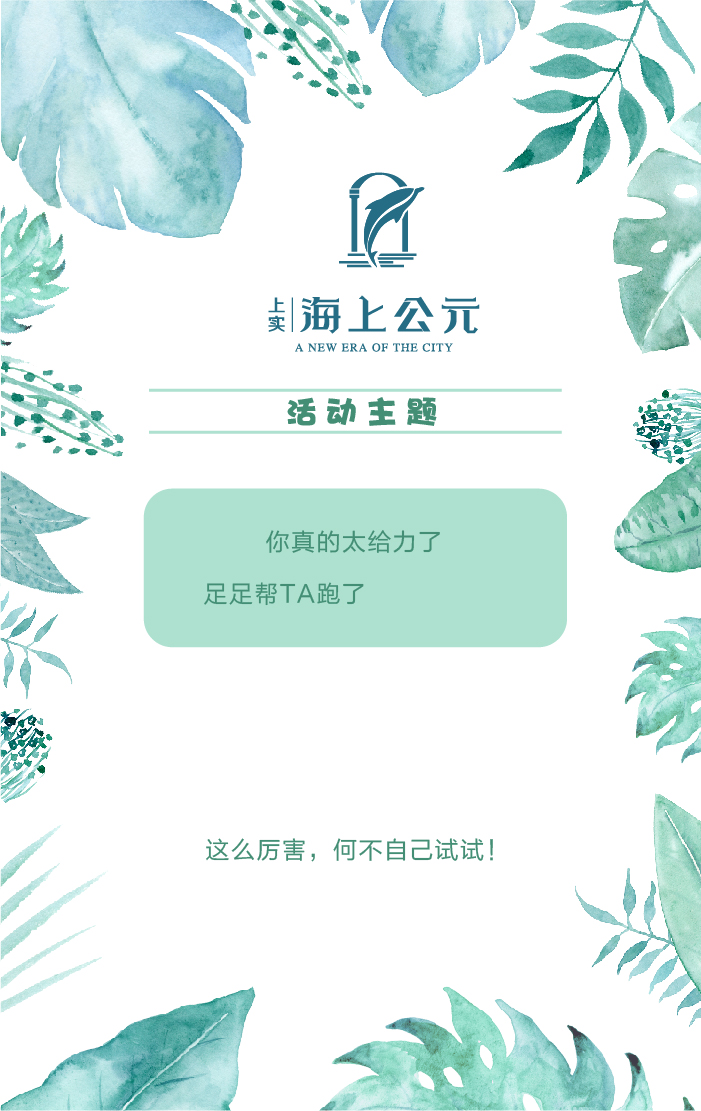 上实 海上公元
A NEW ERA OF THE CITY
活动主题
你真的太给力了
足足帮TA跑了
这么厉害，何不自己试试！